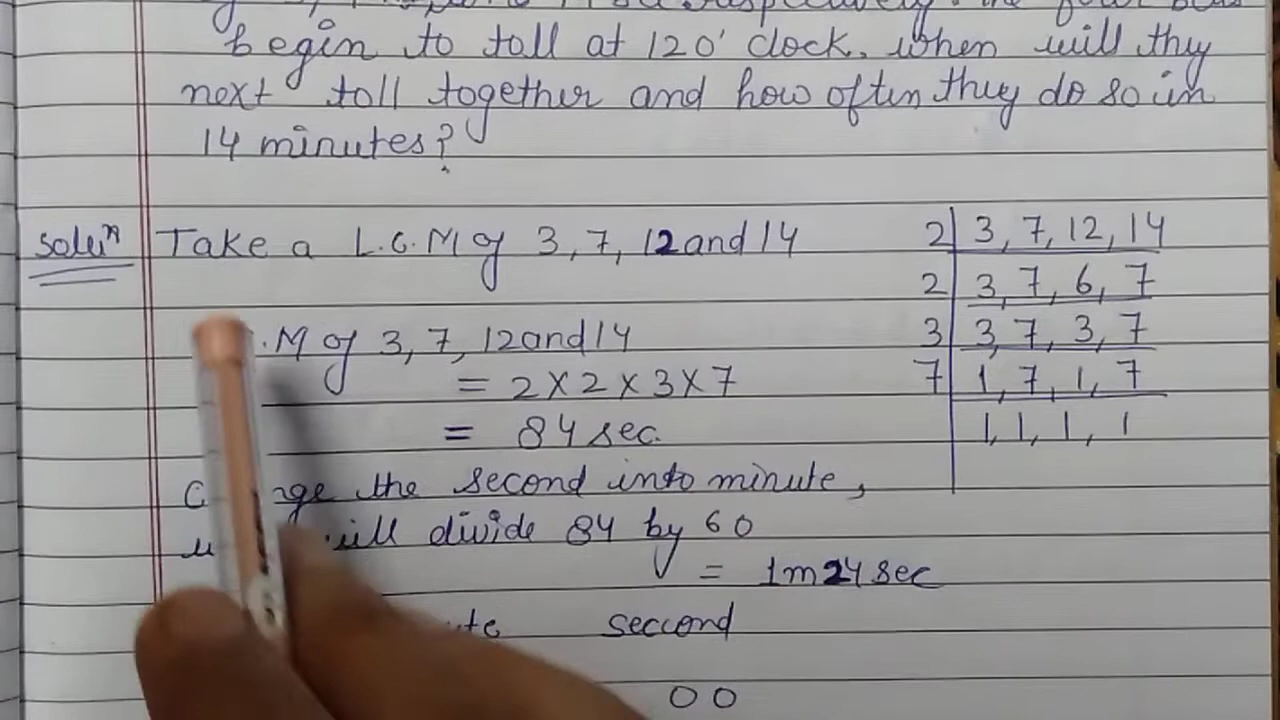 begin to toll at 12 0' clock. when will they
next toll together and how often they do so in
14 minutes?
Soluⁿ Take a L.C.M of 3, 7, 12 and 14
2 | 3, 7, 12, 14
2 | 3, 7, 6, 7
3 | 3, 7, 3, 7
7 | 1, 7, 1, 7
1, 1, 1, 1
.M of 3, 7, 12 and 14
= 2 X 2 X 3 X 7
= 84 sec.
the second into minute,
will divide 84 by 60
= 1m 24 sec
seccond
00